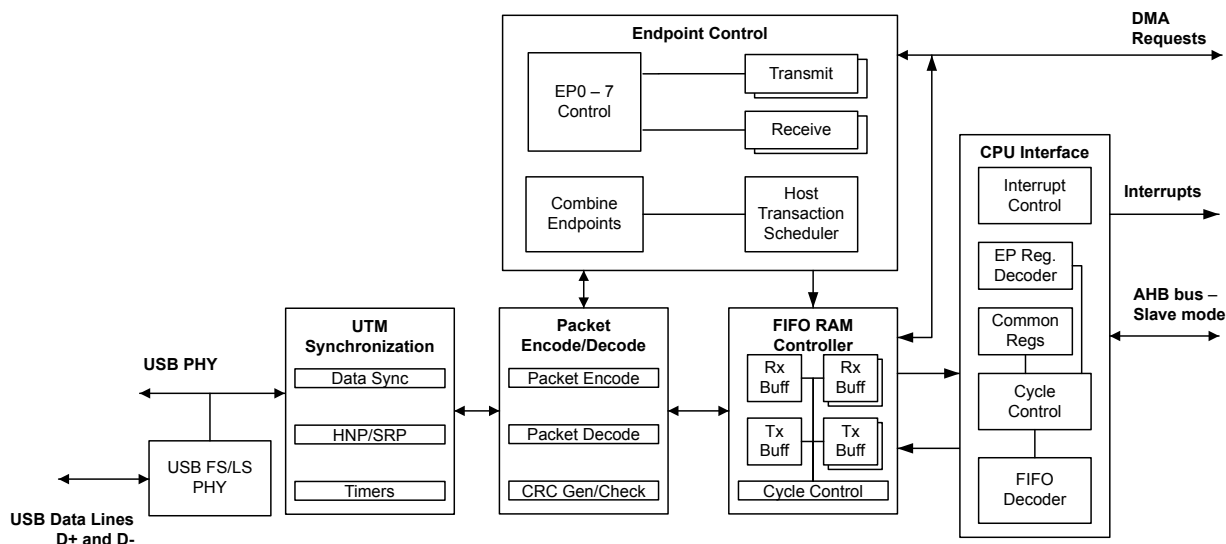 Endpoint Control
EP0 – 7
Control
Transmit
Receive
Combine
Endpoints
Host
Transaction
Scheduler
DMA
Requests
CPU Interface
Interrupt
Control
EP Reg.
Decoder
Common
Regs
Cycle
Control
FIFO
Decoder
Interrupts
AHB bus –
Slave mode
UTM
Synchronization
Data Sync
HNP/SRP
Timers
Packet
Encode/Decode
Packet Encode
Packet Decode
CRC Gen/Check
FIFO RAM
Controller
Rx
Buff
Rx
Buff
Tx
Buff
Tx
Buff
Cycle Control
USB PHY
USB FS/LS
PHY
USB Data Lines
D+ and D-